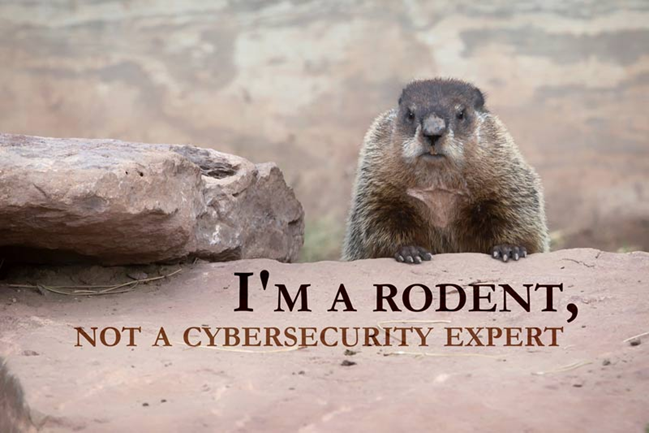 I'M A RODENT,
NOT A CYBERSECURITY EXPERT